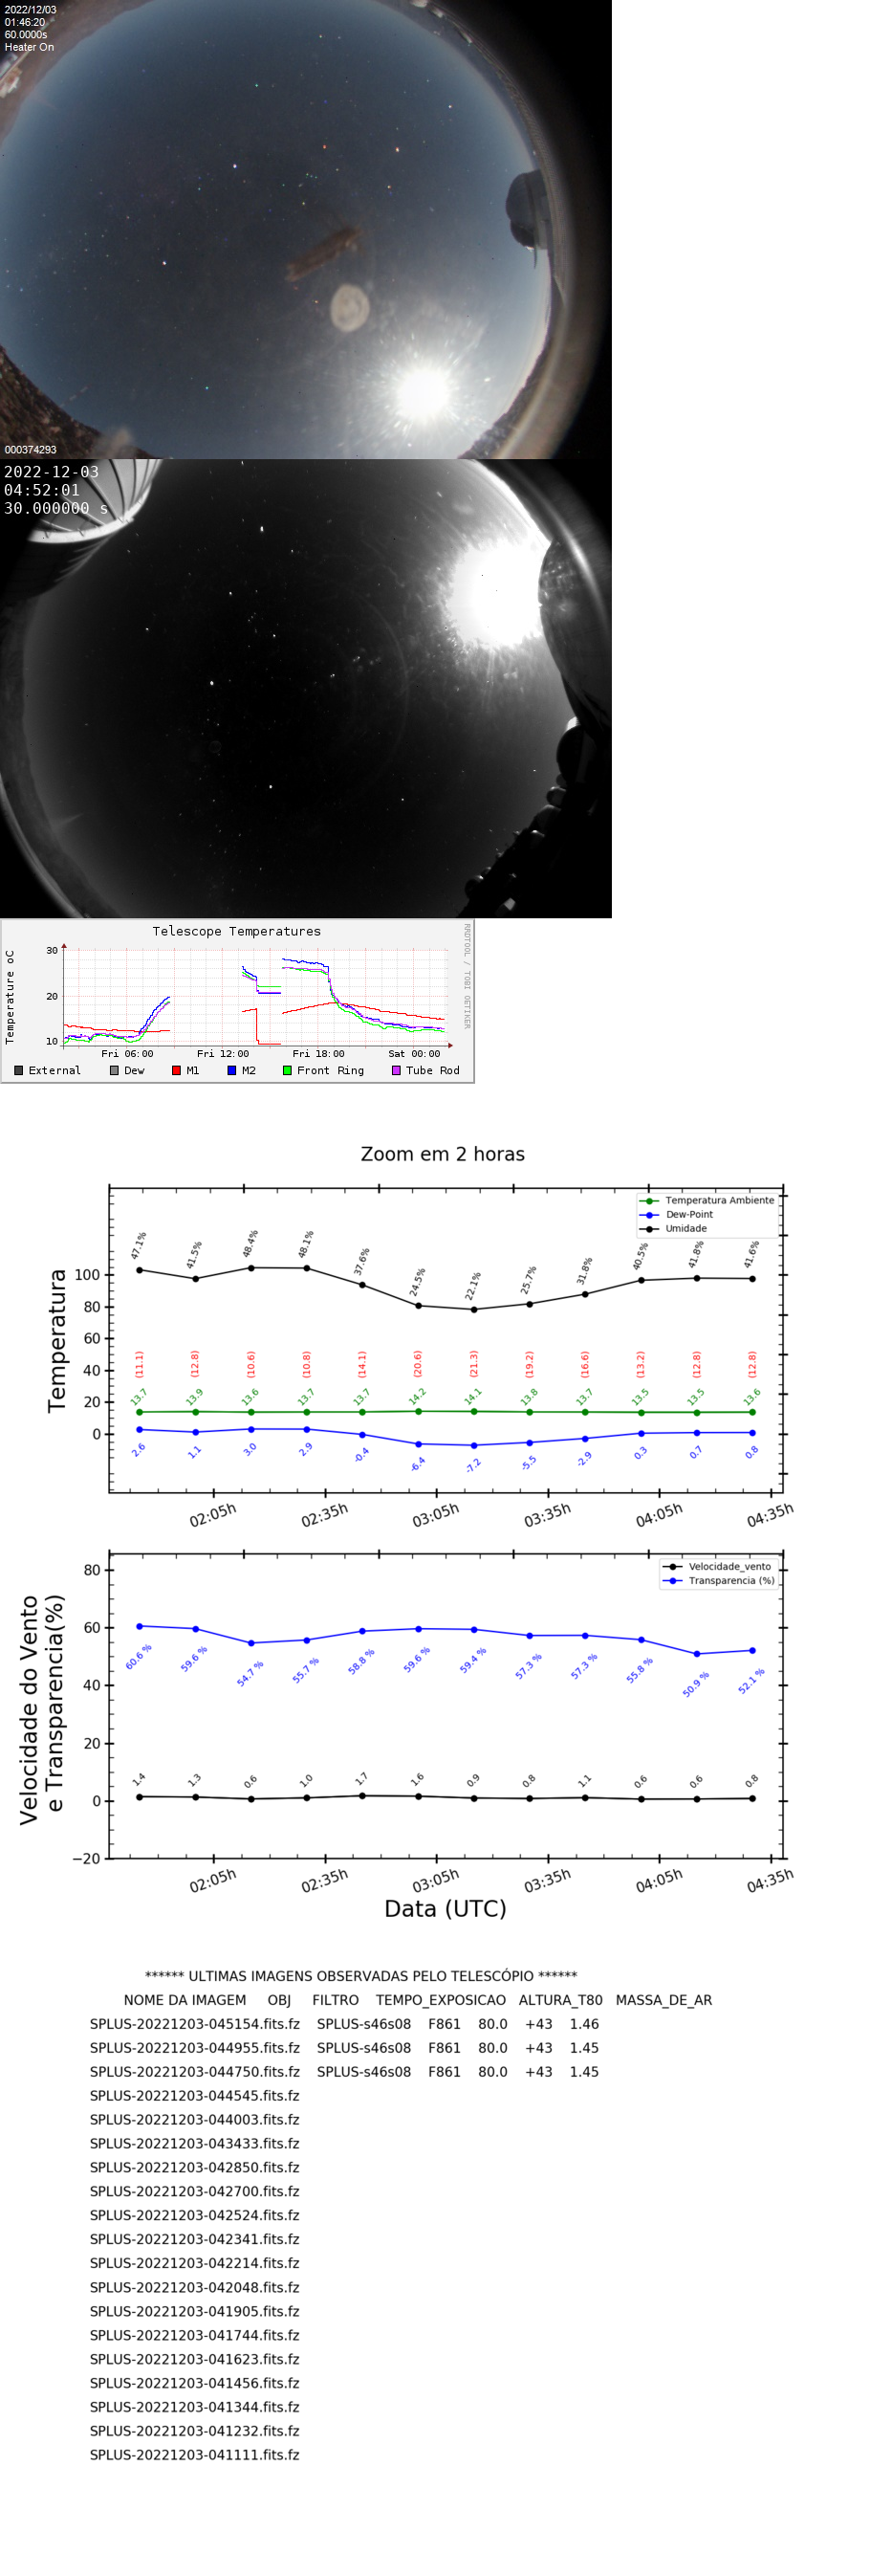 2022/12/03
01:46:20
60.0000s
Heater On
000374293
2022-12-03
04:52:01
30.000000 s
Telescope Temperatures
RRDTOOL / TOBI OETIKER
Temperature oC
30
20
10
Fri 06:00 Fri 12:00 Fri 18:00 Sat 00:00
External Dew M1 M2 Front Ring Tube Rod
Zoom em 2 horas
Temperatura Ambiente
Dew-Point
Umidade
Temperatura
100
80
60
40
20
0
47.1% 41.5% 48.4% 48.1% 37.6% 24.5% 22.1% 25.7% 31.8% 40.5% 41.8% 41.6%
(11.1) (12.8) (10.6) (10.8) (14.1) (20.6) (21.3) (19.2) (16.6) (13.2) (12.8) (12.8)
13.7 13.9 13.6 13.7 13.7 14.2 14.1 13.8 13.7 13.5 13.5 13.6
2.6 1.1 3.0 2.9 -0.4 -6.4 -7.2 -5.5 -2.9 0.3 0.7 0.8
02:05h 02:35h 03:05h 03:35h 04:05h 04:35h
Velocidade_vento
Transparencia (%)
Velocidade do Vento
e Transparencia(%)
80
60
40
20
0
−20
60.6 % 59.6 % 54.7 % 55.7 % 58.8 % 59.6 % 59.4 % 57.3 % 57.3 % 55.8 % 50.9 % 52.1 %
1.4 1.3 0.6 1.0 1.7 1.6 0.9 0.8 1.1 0.6 0.6 0.8
02:05h 02:35h 03:05h 03:35h 04:05h 04:35h
Data (UTC)
****** ULTIMAS IMAGENS OBSERVADAS PELO TELESCÓPIO ******
NOME DA IMAGEM OBJ FILTRO TEMPO_EXPOSICAO ALTURA_T80 MASSA_DE_AR
SPLUS-20221203-045154.fits.fz SPLUS-s46s08 F861 80.0 +43 1.46
SPLUS-20221203-044955.fits.fz SPLUS-s46s08 F861 80.0 +43 1.45
SPLUS-20221203-044750.fits.fz SPLUS-s46s08 F861 80.0 +43 1.45
SPLUS-20221203-044545.fits.fz
SPLUS-20221203-044003.fits.fz
SPLUS-20221203-043433.fits.fz
SPLUS-20221203-042850.fits.fz
SPLUS-20221203-042700.fits.fz
SPLUS-20221203-042524.fits.fz
SPLUS-20221203-042341.fits.fz
SPLUS-20221203-042214.fits.fz
SPLUS-20221203-042048.fits.fz
SPLUS-20221203-041905.fits.fz
SPLUS-20221203-041744.fits.fz
SPLUS-20221203-041623.fits.fz
SPLUS-20221203-041456.fits.fz
SPLUS-20221203-041344.fits.fz
SPLUS-20221203-041232.fits.fz
SPLUS-20221203-041111.fits.fz